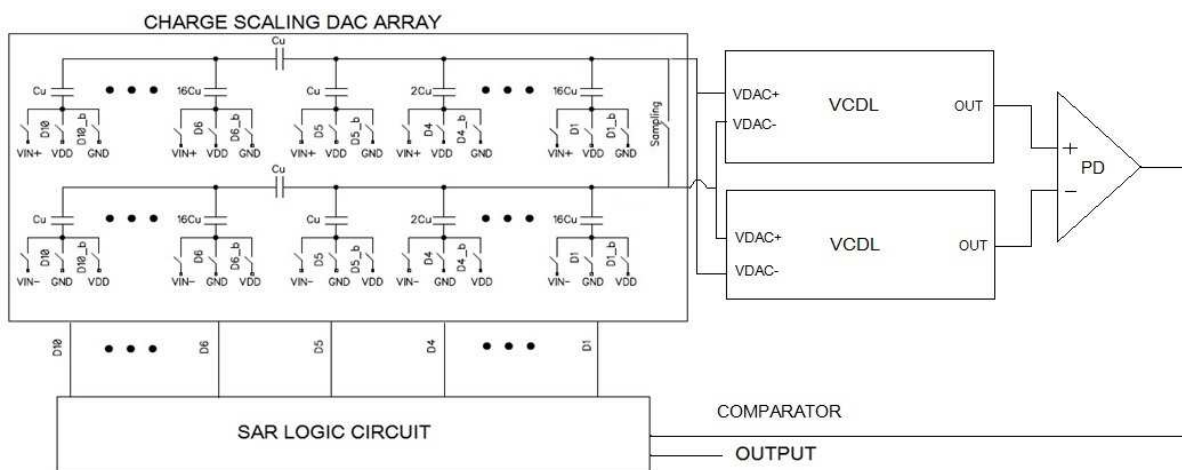 CHARGE SCALING DAC ARRAY
Cu
Cu 16Cu Cu 2Cu 16Cu
D10 D10_b D6 D6_b D5 D5_b D4 D4_b D1 D1_b Sampling
VIN+ VDD GND VIN+ VDD GND VIN+ VDD GND VIN+ VDD GND VIN+ VDD GND
Cu
Cu 16Cu Cu 2Cu 16Cu
D10 D10_b D6 D6_b D5 D5_b D4 D4_b D1 D1_b
VIN- GND VDD VIN- GND VDD VIN- GND VDD VIN- GND VDD VIN- GND VDD
VDAC+ VCDL OUT
VDAC-
VDAC+ VCDL OUT
VDAC-
+ PD
−
D10 D6 D5 D4 D1
SAR LOGIC CIRCUIT
COMPARATOR
OUTPUT